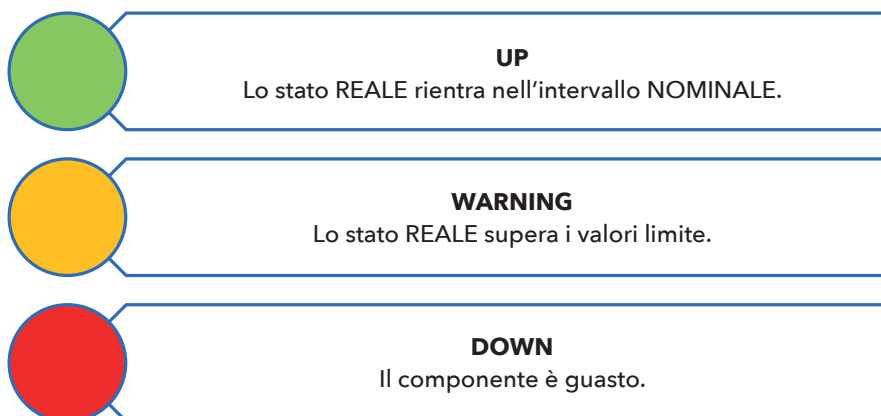 UP
Lo stato REALE rientra nell’intervallo NOMINALE.
WARNING
Lo stato REALE supera i valori limite.
DOWN
Il componente è guasto.